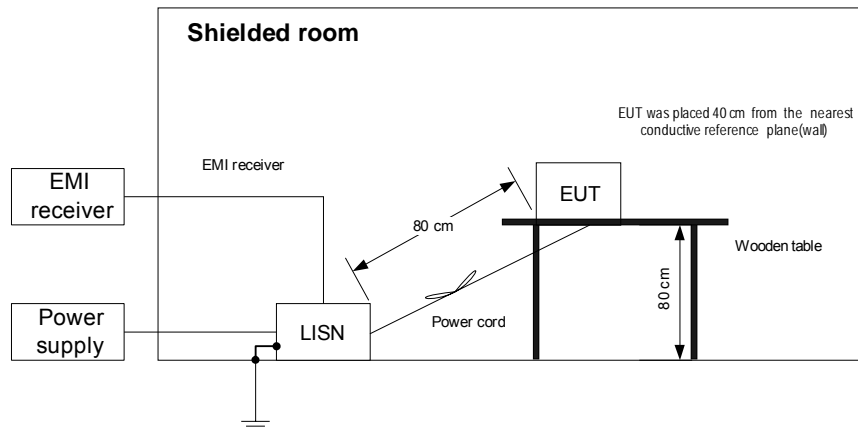 Shielded room
EUT was placed 40 cm from the nearest
conductive reference plane(wall)
EMI receiver
EMI
receiver
EUT
80 cm
Wooden table
80 cm
Power cord
Power
supply
LISN